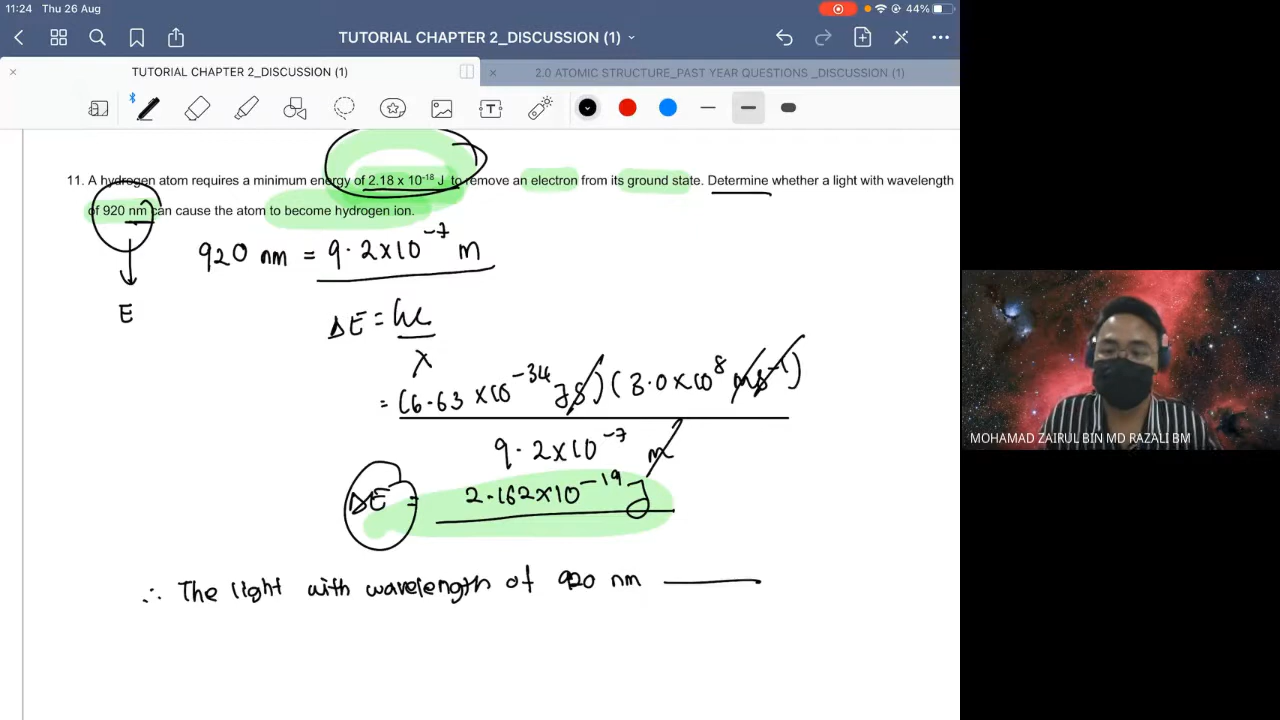 11:24 Thu 26 Aug 44%
TUTORIAL CHAPTER 2_DISCUSSION (1)
TUTORIAL CHAPTER 2_DISCUSSION (1)
2.0 ATOMIC STRUCTURE_PAST YEAR QUESTIONS _DISCUSSION (1)
11. A hydrogen atom requires a minimum energy of 2.18 x 10⁻¹⁸ J to remove an electron from its ground state. Determine whether a light with wavelength
of 920 nm can cause the atom to become hydrogen ion.
920 nm = 9.2×10⁻⁷ m
E
ΔE = hc
λ
= (6.63 ×10⁻³⁴ Js) (3.0×10⁸ ms⁻¹)
9.2×10⁻⁷ m
ΔE = 2.162×10⁻¹⁹ J
∴ The light with wavelength of 920 nm
MOHAMAD ZAIRUL BIN MD RAZALI BM